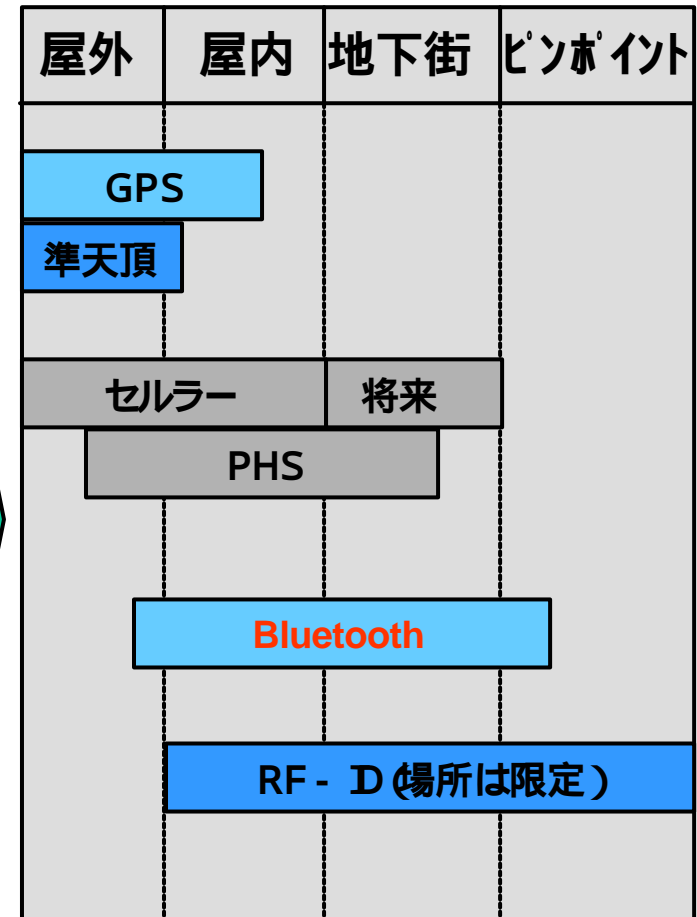 屋外 屋内 地下街 ピンポイント
GPS
準天頂
セルラー 将来
PHS
Bluetooth
RF- ID(場所は限定)